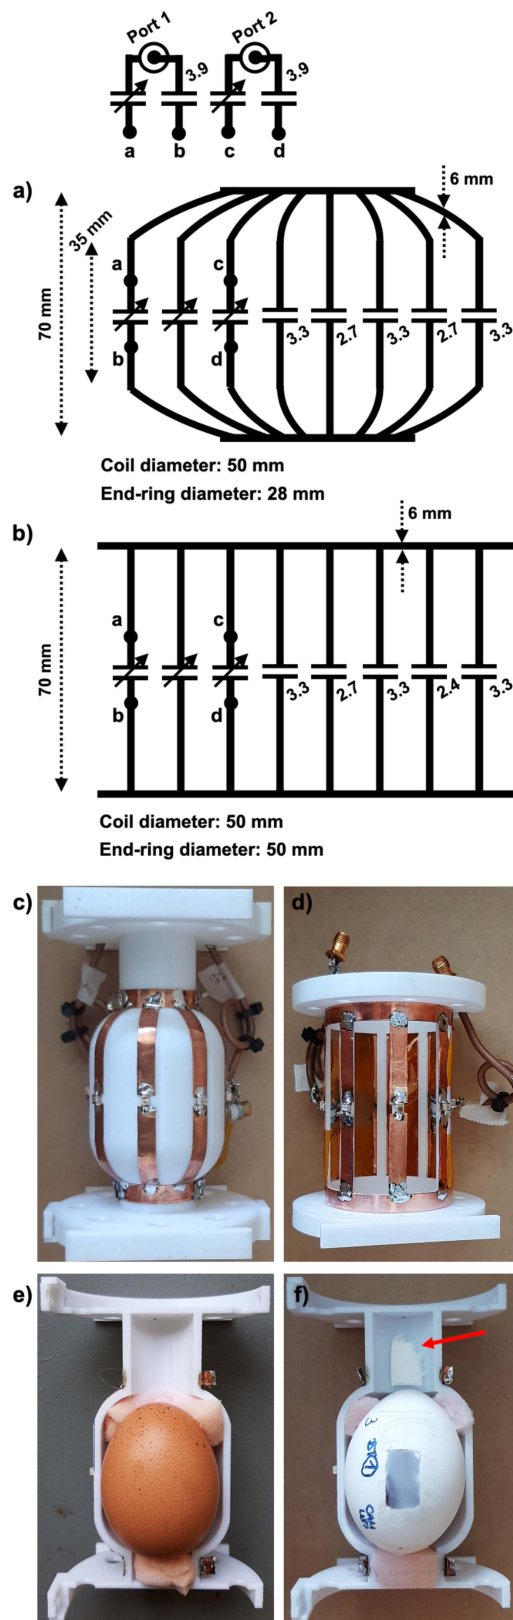 Port 1
Port 2
3.9
3.9
a
b
c
d
a)
6 mm
70 mm
35 mm
a
c
b
d
3.3
2.7
3.3
2.7
3.3
Coil diameter: 50 mm
End-ring diameter: 28 mm
b)
6 mm
70 mm
a
c
b
d
3.3
2.7
3.3
2.4
3.3
Coil diameter: 50 mm
End-ring diameter: 50 mm
c)
d)
e)
f)
3